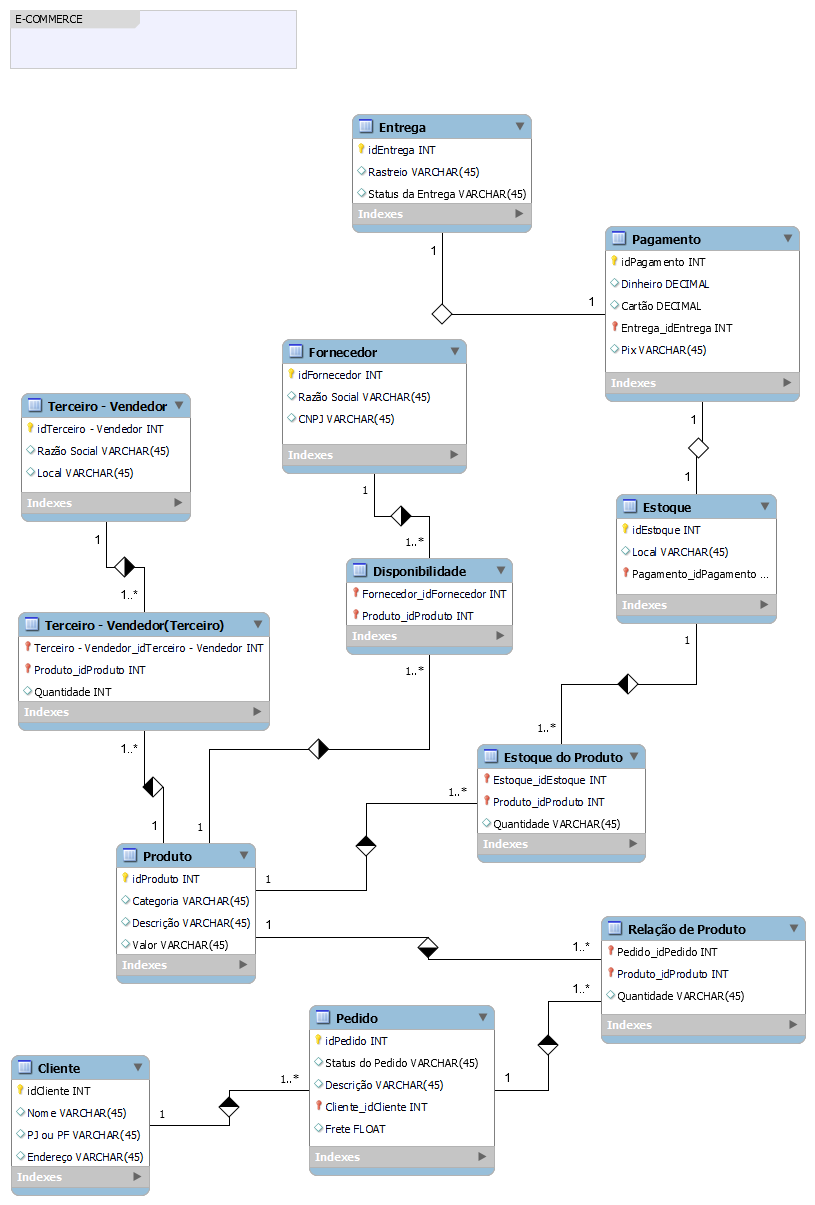 E-COMMERCE
Entrega
idEntrega INT
Rastreio VARCHAR(45)
Status da Entrega VARCHAR(45)
Indexes
1
1
Pagamento
idPagamento INT
Dinheiro DECIMAL
Cartão DECIMAL
Entrega_idEntrega INT
Pix VARCHAR(45)
Indexes
1
1
Fornecedor
idFornecedor INT
Razão Social VARCHAR(45)
CNPJ VARCHAR(45)
Indexes
1
1..*
Terceiro - Vendedor
idTerceiro - Vendedor INT
Razão Social VARCHAR(45)
Local VARCHAR(45)
Indexes
1
1..*
Estoque
idEstoque INT
Local VARCHAR(45)
Pagamento_idPagamento ...
Indexes
1
1..*
Disponibilidade
Fornecedor_idFornecedor INT
Produto_idProduto INT
Indexes
1..*
1
Terceiro - Vendedor(Terceiro)
Terceiro - Vendedor_idTerceiro - Vendedor INT
Produto_idProduto INT
Quantidade INT
Indexes
1..*
1
Estoque do Produto
Estoque_idEstoque INT
Produto_idProduto INT
Quantidade VARCHAR(45)
Indexes
1..*
1
Produto
idProduto INT
Categoria VARCHAR(45)
Descrição VARCHAR(45)
Valor VARCHAR(45)
Indexes
1
1..*
Relação de Produto
Pedido_idPedido INT
Produto_idProduto INT
Quantidade VARCHAR(45)
Indexes
1..*
1
Pedido
idPedido INT
Status do Pedido VARCHAR(45)
Descrição VARCHAR(45)
Cliente_idCliente INT
Frete FLOAT
Indexes
1..*
1
Cliente
idCliente INT
Nome VARCHAR(45)
PJ ou PF VARCHAR(45)
Endereço VARCHAR(45)
Indexes